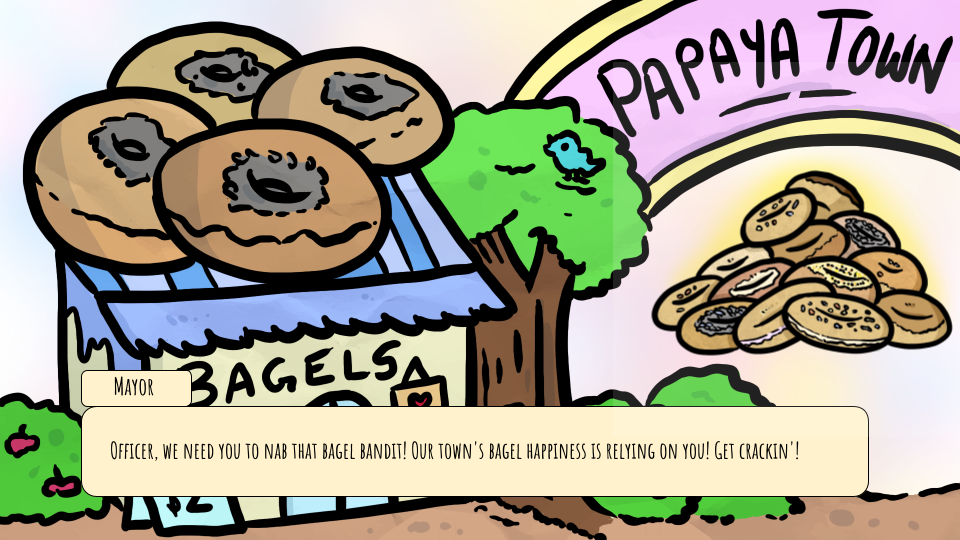 PAPAYA TOWN
BAGELS
Mayor
Officer, we need you to nab that bagel bandit! Our town's bagel happiness is relying on you! Get crackin'!
$2